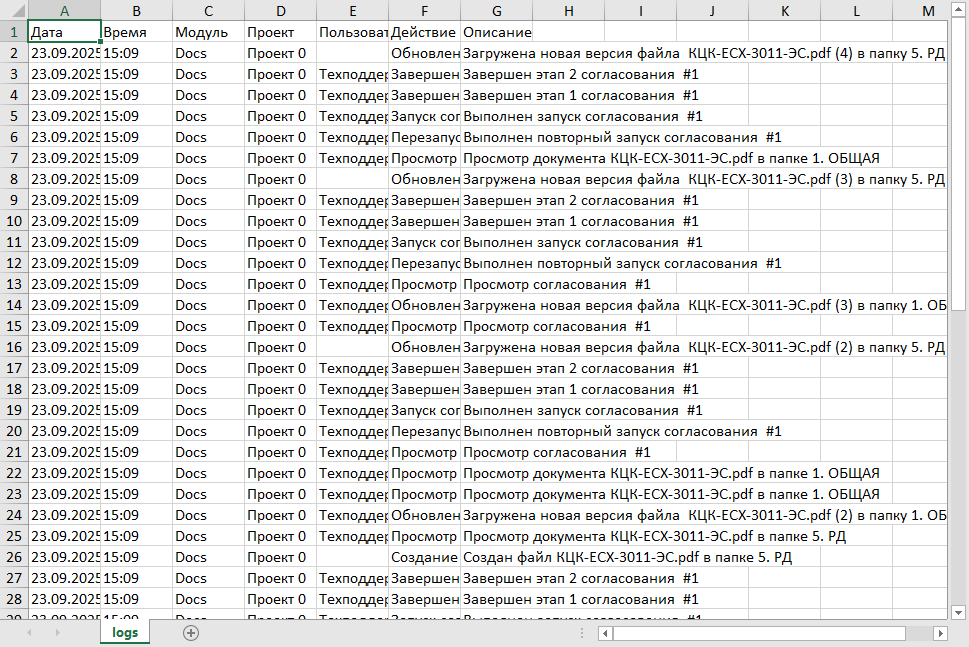 A B C D E F G H I J K L M
1 Дата Время Модуль Проект Пользоват Действие Описание
2 23.09.2025 15:09 Docs Проект 0 Обновлен Загружена новая версия файла КЦК-ЕСХ-3011-ЭС.pdf (4) в папку 5. РД
3 23.09.2025 15:09 Docs Проект 0 Техподдер Завершен Завершен этап 2 согласования #1
4 23.09.2025 15:09 Docs Проект 0 Техподдер Завершен Завершен этап 1 согласования #1
5 23.09.2025 15:09 Docs Проект 0 Техподдер Запуск сог Выполнен запуск согласования #1
6 23.09.2025 15:09 Docs Проект 0 Техподдер Перезапус Выполнен повторный запуск согласования #1
7 23.09.2025 15:09 Docs Проект 0 Техподдер Просмотр Просмотр документа КЦК-ЕСХ-3011-ЭС.pdf в папке 1. ОБЩАЯ
8 23.09.2025 15:09 Docs Проект 0 Обновлен Загружена новая версия файла КЦК-ЕСХ-3011-ЭС.pdf (3) в папку 5. РД
9 23.09.2025 15:09 Docs Проект 0 Техподдер Завершен Завершен этап 2 согласования #1
10 23.09.2025 15:09 Docs Проект 0 Техподдер Завершен Завершен этап 1 согласования #1
11 23.09.2025 15:09 Docs Проект 0 Техподдер Запуск сог Выполнен запуск согласования #1
12 23.09.2025 15:09 Docs Проект 0 Техподдер Перезапус Выполнен повторный запуск согласования #1
13 23.09.2025 15:09 Docs Проект 0 Техподдер Просмотр Просмотр согласования #1
14 23.09.2025 15:09 Docs Проект 0 Техподдер Обновлен Загружена новая версия файла КЦК-ЕСХ-3011-ЭС.pdf (3) в папку 1. ОБ
15 23.09.2025 15:09 Docs Проект 0 Техподдер Просмотр Просмотр согласования #1
16 23.09.2025 15:09 Docs Проект 0 Обновлен Загружена новая версия файла КЦК-ЕСХ-3011-ЭС.pdf (2) в папку 5. РД
17 23.09.2025 15:09 Docs Проект 0 Техподдер Завершен Завершен этап 2 согласования #1
18 23.09.2025 15:09 Docs Проект 0 Техподдер Завершен Завершен этап 1 согласования #1
19 23.09.2025 15:09 Docs Проект 0 Техподдер Запуск сог Выполнен запуск согласования #1
20 23.09.2025 15:09 Docs Проект 0 Техподдер Перезапус Выполнен повторный запуск согласования #1
21 23.09.2025 15:09 Docs Проект 0 Техподдер Просмотр Просмотр согласования #1
22 23.09.2025 15:09 Docs Проект 0 Техподдер Просмотр Просмотр документа КЦК-ЕСХ-3011-ЭС.pdf в папке 1. ОБЩАЯ
23 23.09.2025 15:09 Docs Проект 0 Техподдер Просмотр Просмотр документа КЦК-ЕСХ-3011-ЭС.pdf в папке 1. ОБЩАЯ
24 23.09.2025 15:09 Docs Проект 0 Техподдер Обновлен Загружена новая версия файла КЦК-ЕСХ-3011-ЭС.pdf (2) в папку 1. ОБ
25 23.09.2025 15:09 Docs Проект 0 Техподдер Просмотр Просмотр документа КЦК-ЕСХ-3011-ЭС.pdf в папке 5. РД
26 23.09.2025 15:09 Docs Проект 0 Создание Создан файл КЦК-ЕСХ-3011-ЭС.pdf в папке 5. РД
27 23.09.2025 15:09 Docs Проект 0 Техподдер Завершен Завершен этап 2 согласования #1
28 23.09.2025 15:09 Docs Проект 0 Техподдер Завершен Завершен этап 1 согласования #1
logs